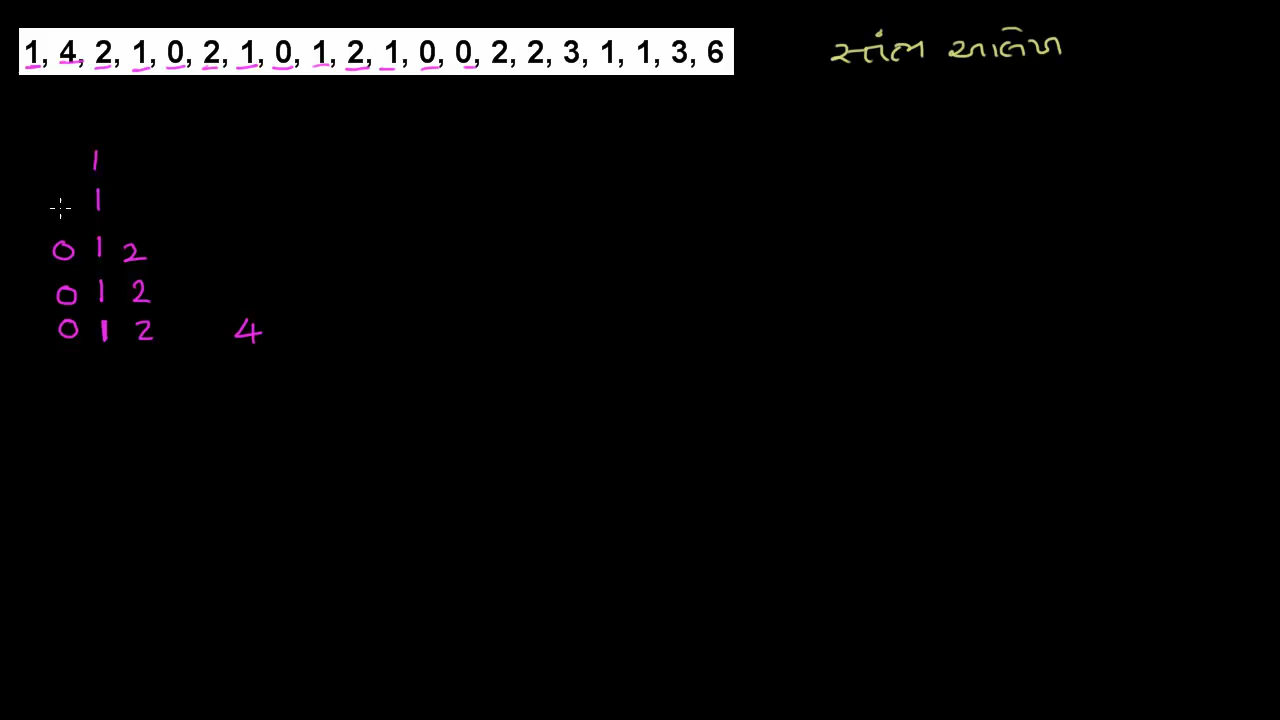 1, 4, 2, 1, 0, 2, 1, 0, 1, 2, 1, 0, 0, 2, 2, 3, 1, 1, 3, 6 સ્તંભ આલેખ
1
1
0 1 2
0 1 2
0 1 2 4